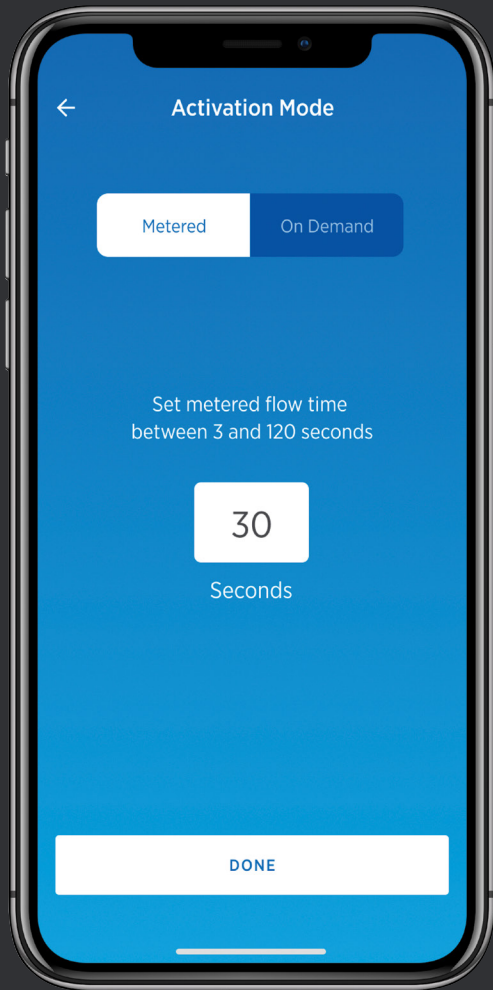 Activation Mode
Metered
On Demand
Set metered flow time
between 3 and 120 seconds
30
Seconds
DONE